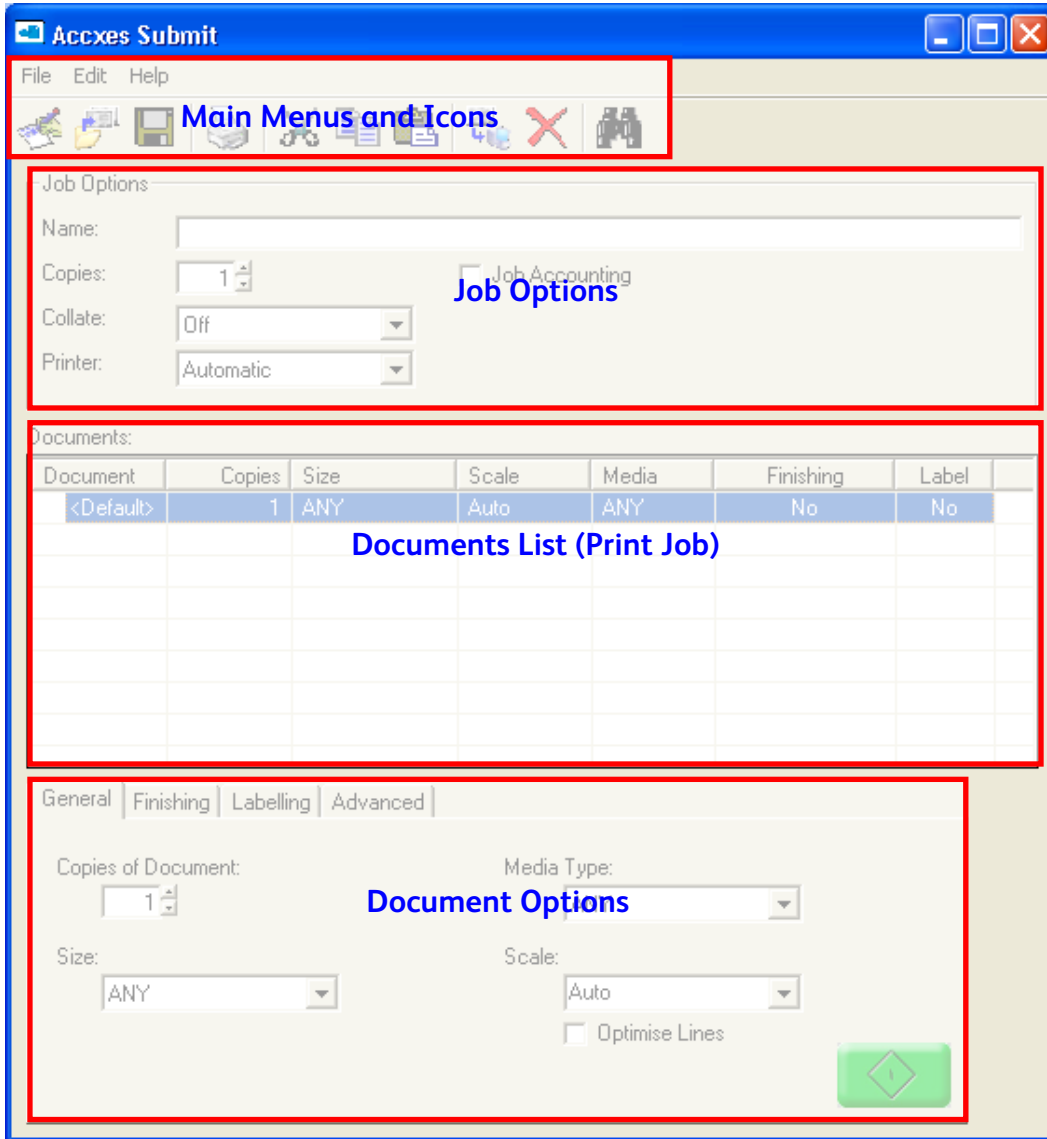 Accxes Submit
File Edit Help
Main Menus and Icons
Job Options
Name:
Copies: 1 Job Accounting
Job Options
Collate: Off
Printer: Automatic
Documents:
Document Copies Size Scale Media Finishing Label
<Default> 1 ANY Auto ANY No No
Documents List (Print Job)
General Finishing Labelling Advanced
Copies of Document: Media Type:
1 ANY
Document Options
Size: Scale:
ANY Auto
Optimise Lines